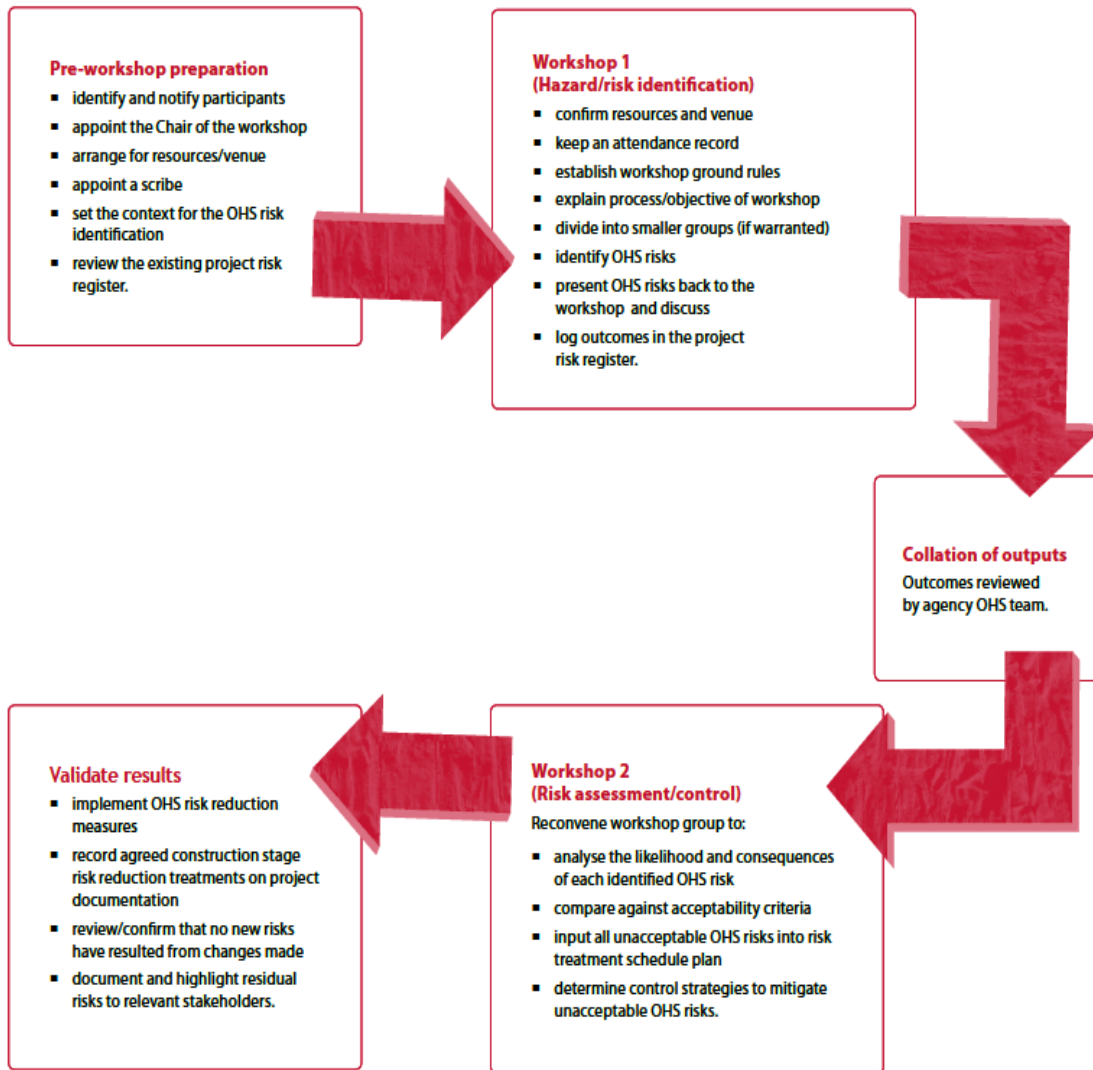 Pre-workshop preparation
▪ identify and notify participants
▪ appoint the Chair of the workshop
▪ arrange for resources/venue
▪ appoint a scribe
▪ set the context for the OHS risk
identification
▪ review the existing project risk
register.
Workshop 1
(Hazard/risk identification)
▪ confirm resources and venue
▪ keep an attendance record
▪ establish workshop ground rules
▪ explain process/objective of workshop
▪ divide into smaller groups (if warranted)
▪ identify OHS risks
▪ present OHS risks back to the
workshop and discuss
▪ log outcomes in the project
risk register.
Collation of outputs
Outcomes reviewed
by agency OHS team.
Workshop 2
(Risk assessment/control)
Reconvene workshop group to:
▪ analyse the likelihood and consequences
of each identified OHS risk
▪ compare against acceptability criteria
▪ input all unacceptable OHS risks into risk
treatment schedule plan
▪ determine control strategies to mitigate
unacceptable OHS risks.
Validate results
▪ implement OHS risk reduction
measures
▪ record agreed construction stage
risk reduction treatments on project
documentation
▪ review/confirm that no new risks
have resulted from changes made
▪ document and highlight residual
risks to relevant stakeholders.